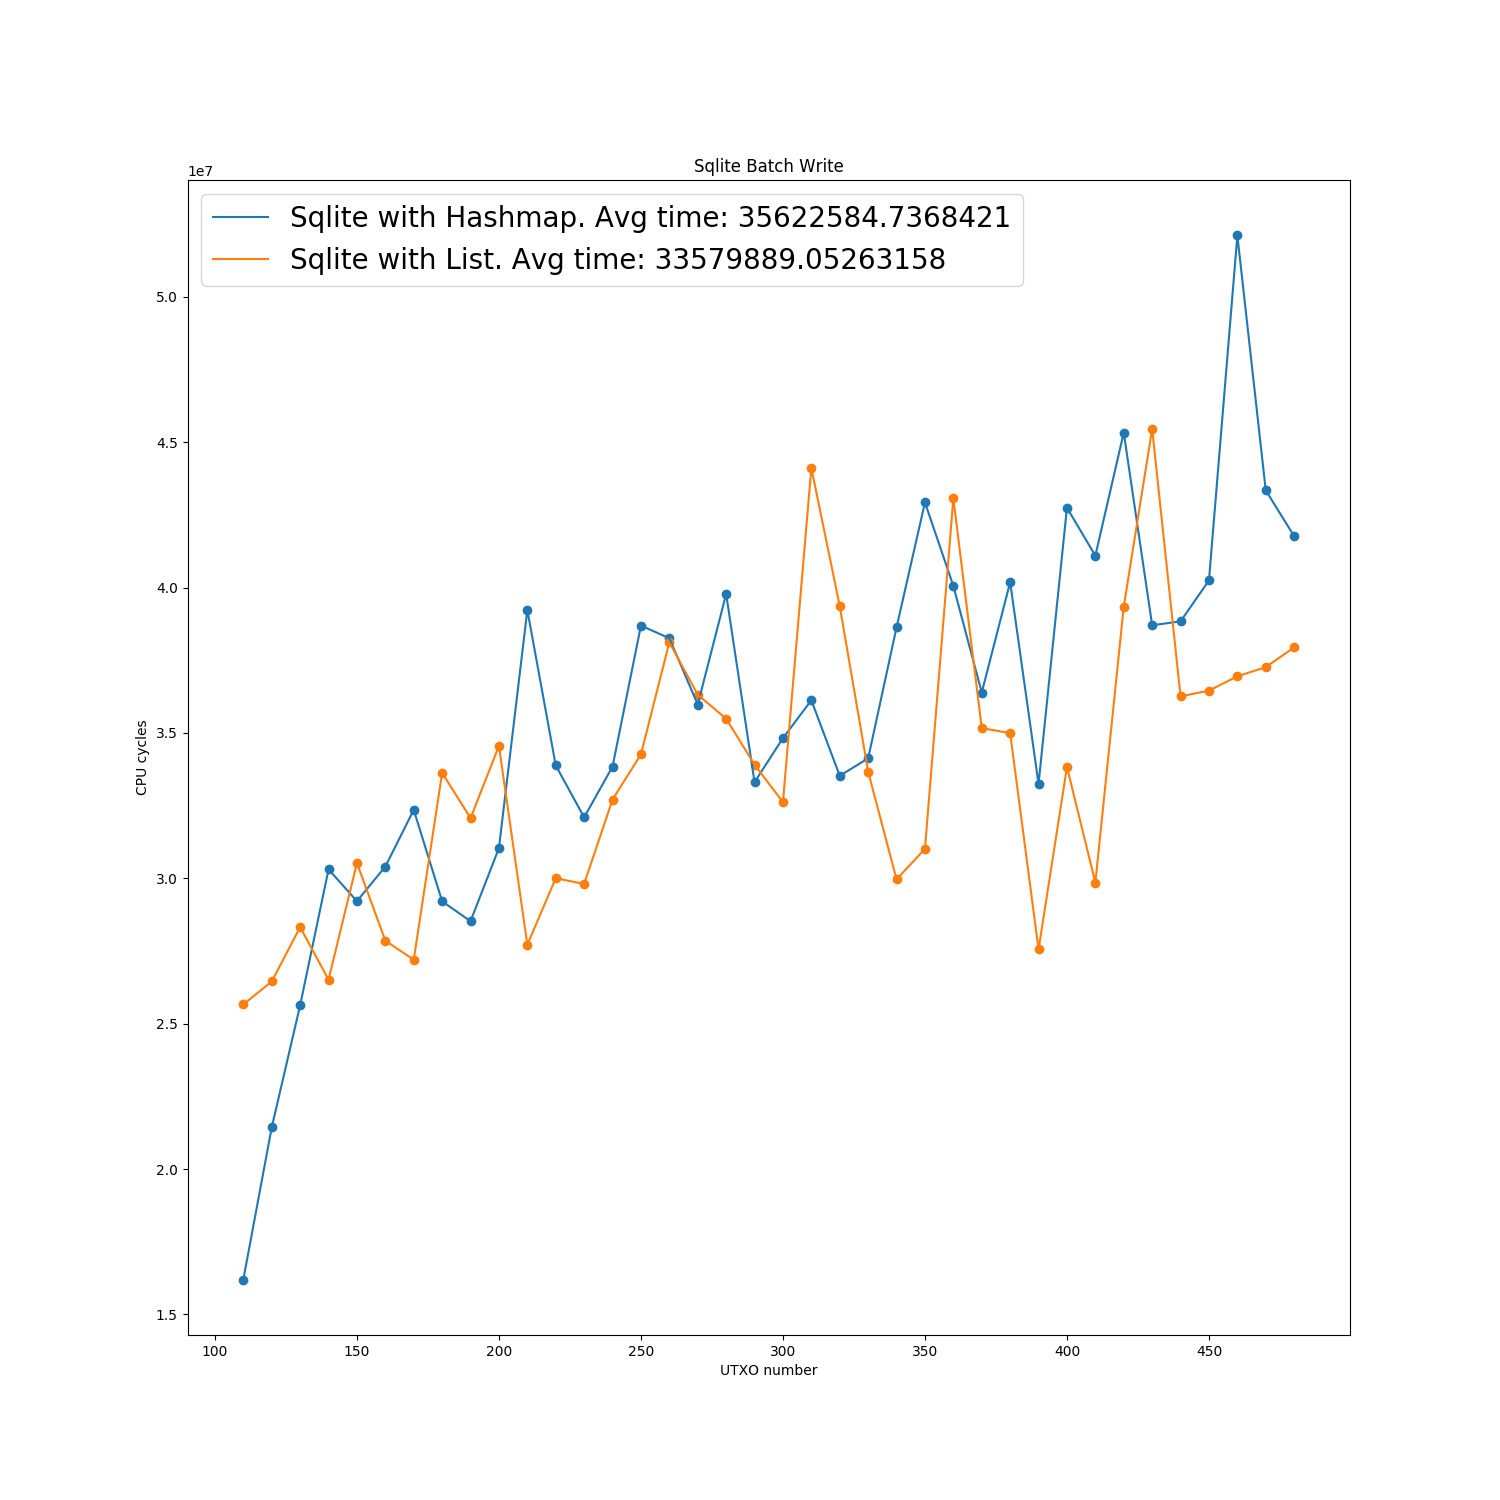 Sqlite Batch Write
1e7
Sqlite with Hashmap. Avg time: 35622584.7368421
Sqlite with List. Avg time: 33579889.05263158
5.0
4.5
4.0
3.5
3.0
2.5
2.0
1.5
CPU cycles
100 150 200 250 300 350 400 450
UTXO number